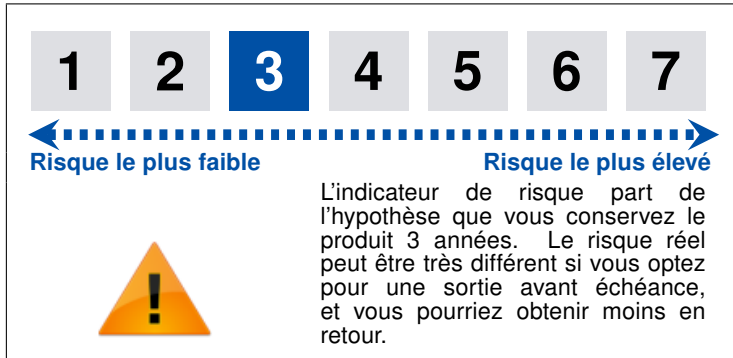 1 2 3 4 5 6 7
Risque le plus faible Risque le plus élevé
L'indicateur de risque part de
l'hypothèse que vous conservez le
produit 3 années. Le risque réel
peut être très différent si vous optez
pour une sortie avant échéance,
et vous pourriez obtenir moins en
retour.